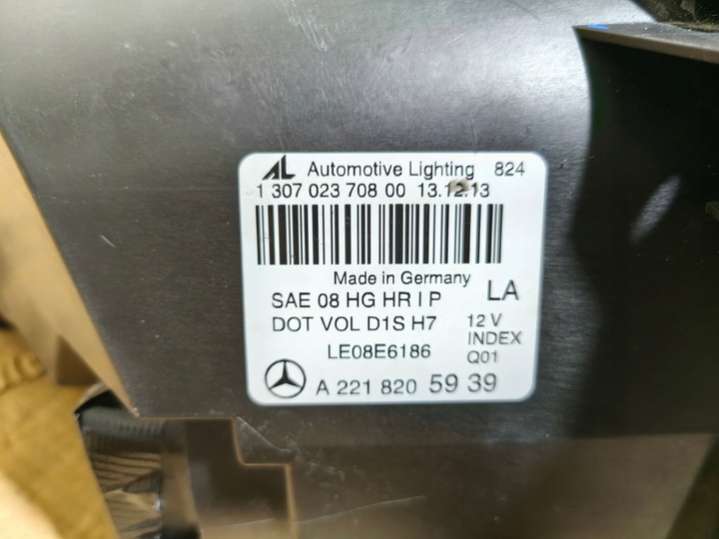 AL Automotive Lighting 824
1 307 023 708 00 13.12.13
Made in Germany
SAE 08 HG HR I P LA
DOT VOL D1S H7 12 V
INDEX
LE08E6186 Q01
A 221 820 59 39